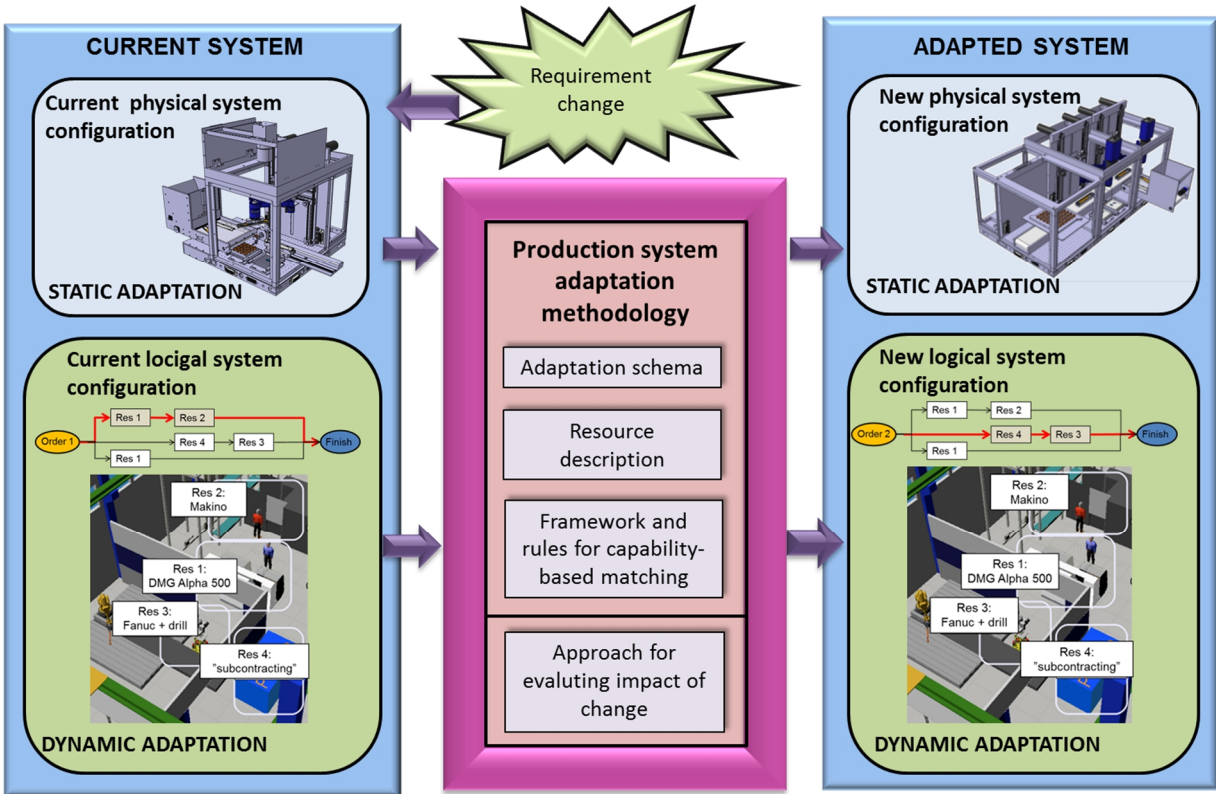 CURRENT SYSTEM
Current physical system
configuration
STATIC ADAPTATION
Current locigal system
configuration
Order 1
Res 1
Res 2
Res 4
Res 3
Res 1
Finish
Res 2:
Makino
Res 1:
DMG Alpha 500
Res 3:
Fanuc + drill
Res 4:
"subcontracting"
DYNAMIC ADAPTATION
Requirement
change
Production system
adaptation
methodology
Adaptation schema
Resource
description
Framework and
rules for capability-
based matching
Approach for
evaluting impact of
change
ADAPTED SYSTEM
New physical system
configuration
STATIC ADAPTATION
New logical system
configuration
Order 2
Res 1
Res 2
Res 4
Res 3
Res 1
Finish
Res 2:
Makino
Res 1:
DMG Alpha 500
Res 3:
Fanuc + drill
Res 4:
"subcontracting"
DYNAMIC ADAPTATION